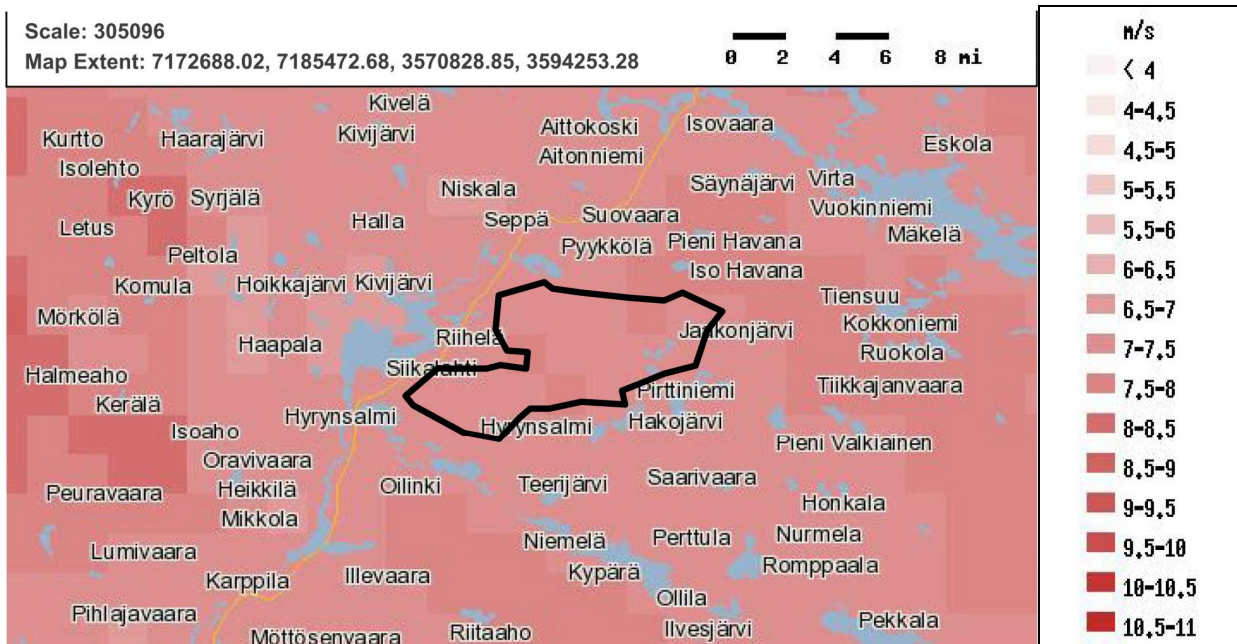 Scale: 305096
Map Extent: 7172688.02, 7185472.68, 3570828.85, 3594253.28
0 2 4 6 8 mi
Kivelä
Kurtto Haarajärvi Kivijärvi Aittokoski Isovaara
Isolehto Aitonniemi Eskola
Kyrö Syrjälä Niskala Säynäjärvi Virta
Letus Halla Seppä Suovaara Vuokinniemi
Peltola Pyykkölä Pieni Havana Mäkelä
Komula Hoikkajärvi Kivijärvi Iso Havana
Mörkölä Tiensuu
Haapala Riihelä Jaakonjärvi Kokkoniemi
Halmeaho Siikalahti Ruokola
Kerälä Pirttiniemi Tiikkajanvaara
Isoaho Hyrynsalmi Hyrynsalmi Hakojärvi
Oravivaara Pieni Valkiainen
Peuravaara Heikkilä Oilinki Teerijärvi Saarivaara
Mikkola Honkala
Lumivaara Niemelä Perttula Nurmela
Karppila Illevaara Kypärä Romppaala
Pihlajavaara Ollila
Möttösenvaara Riitaaho Ilvesjärvi Pekkala
m/s
< 4
4-4,5
4,5-5
5-5,5
5,5-6
6-6,5
6,5-7
7-7,5
7,5-8
8-8,5
8,5-9
9-9,5
9,5-10
10-10,5
10,5-11